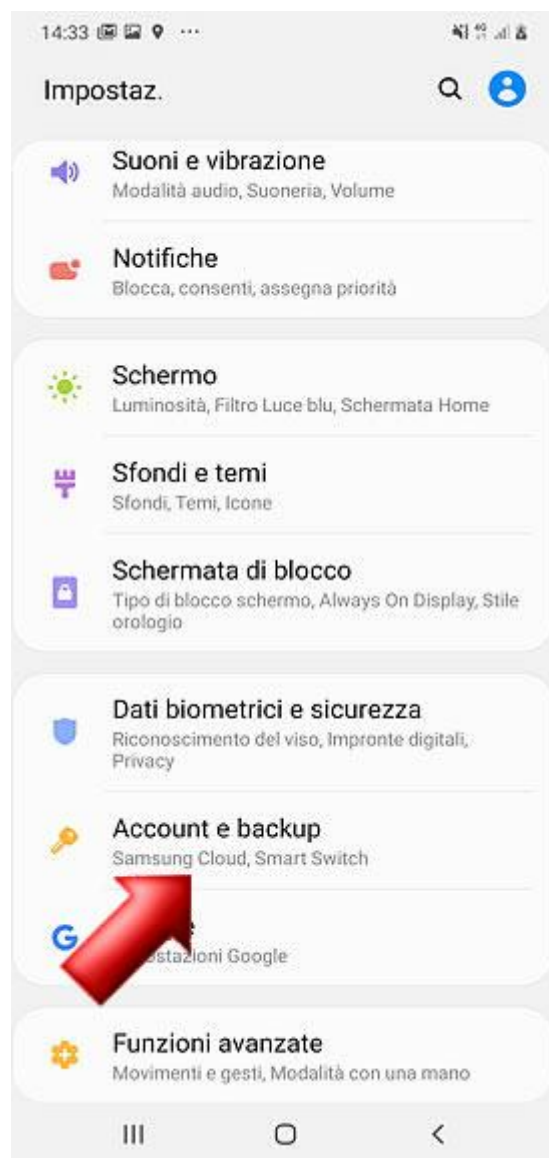 14:33
Impostaz.
Suoni e vibrazione
Modalità audio, Suoneria, Volume
Notifiche
Blocca, consenti, assegna priorità
Schermo
Luminosità, Filtro Luce blu, Schermata Home
Sfondi e temi
Sfondi, Temi, Icone
Schermata di blocco
Tipo di blocco schermo, Always On Display, Stile
orologio
Dati biometrici e sicurezza
Riconoscimento del viso, Impronte digitali,
Privacy
Account e backup
Samsung Cloud, Smart Switch
Google
Funzioni avanzate
Movimenti e gesti, Modalità con una mano